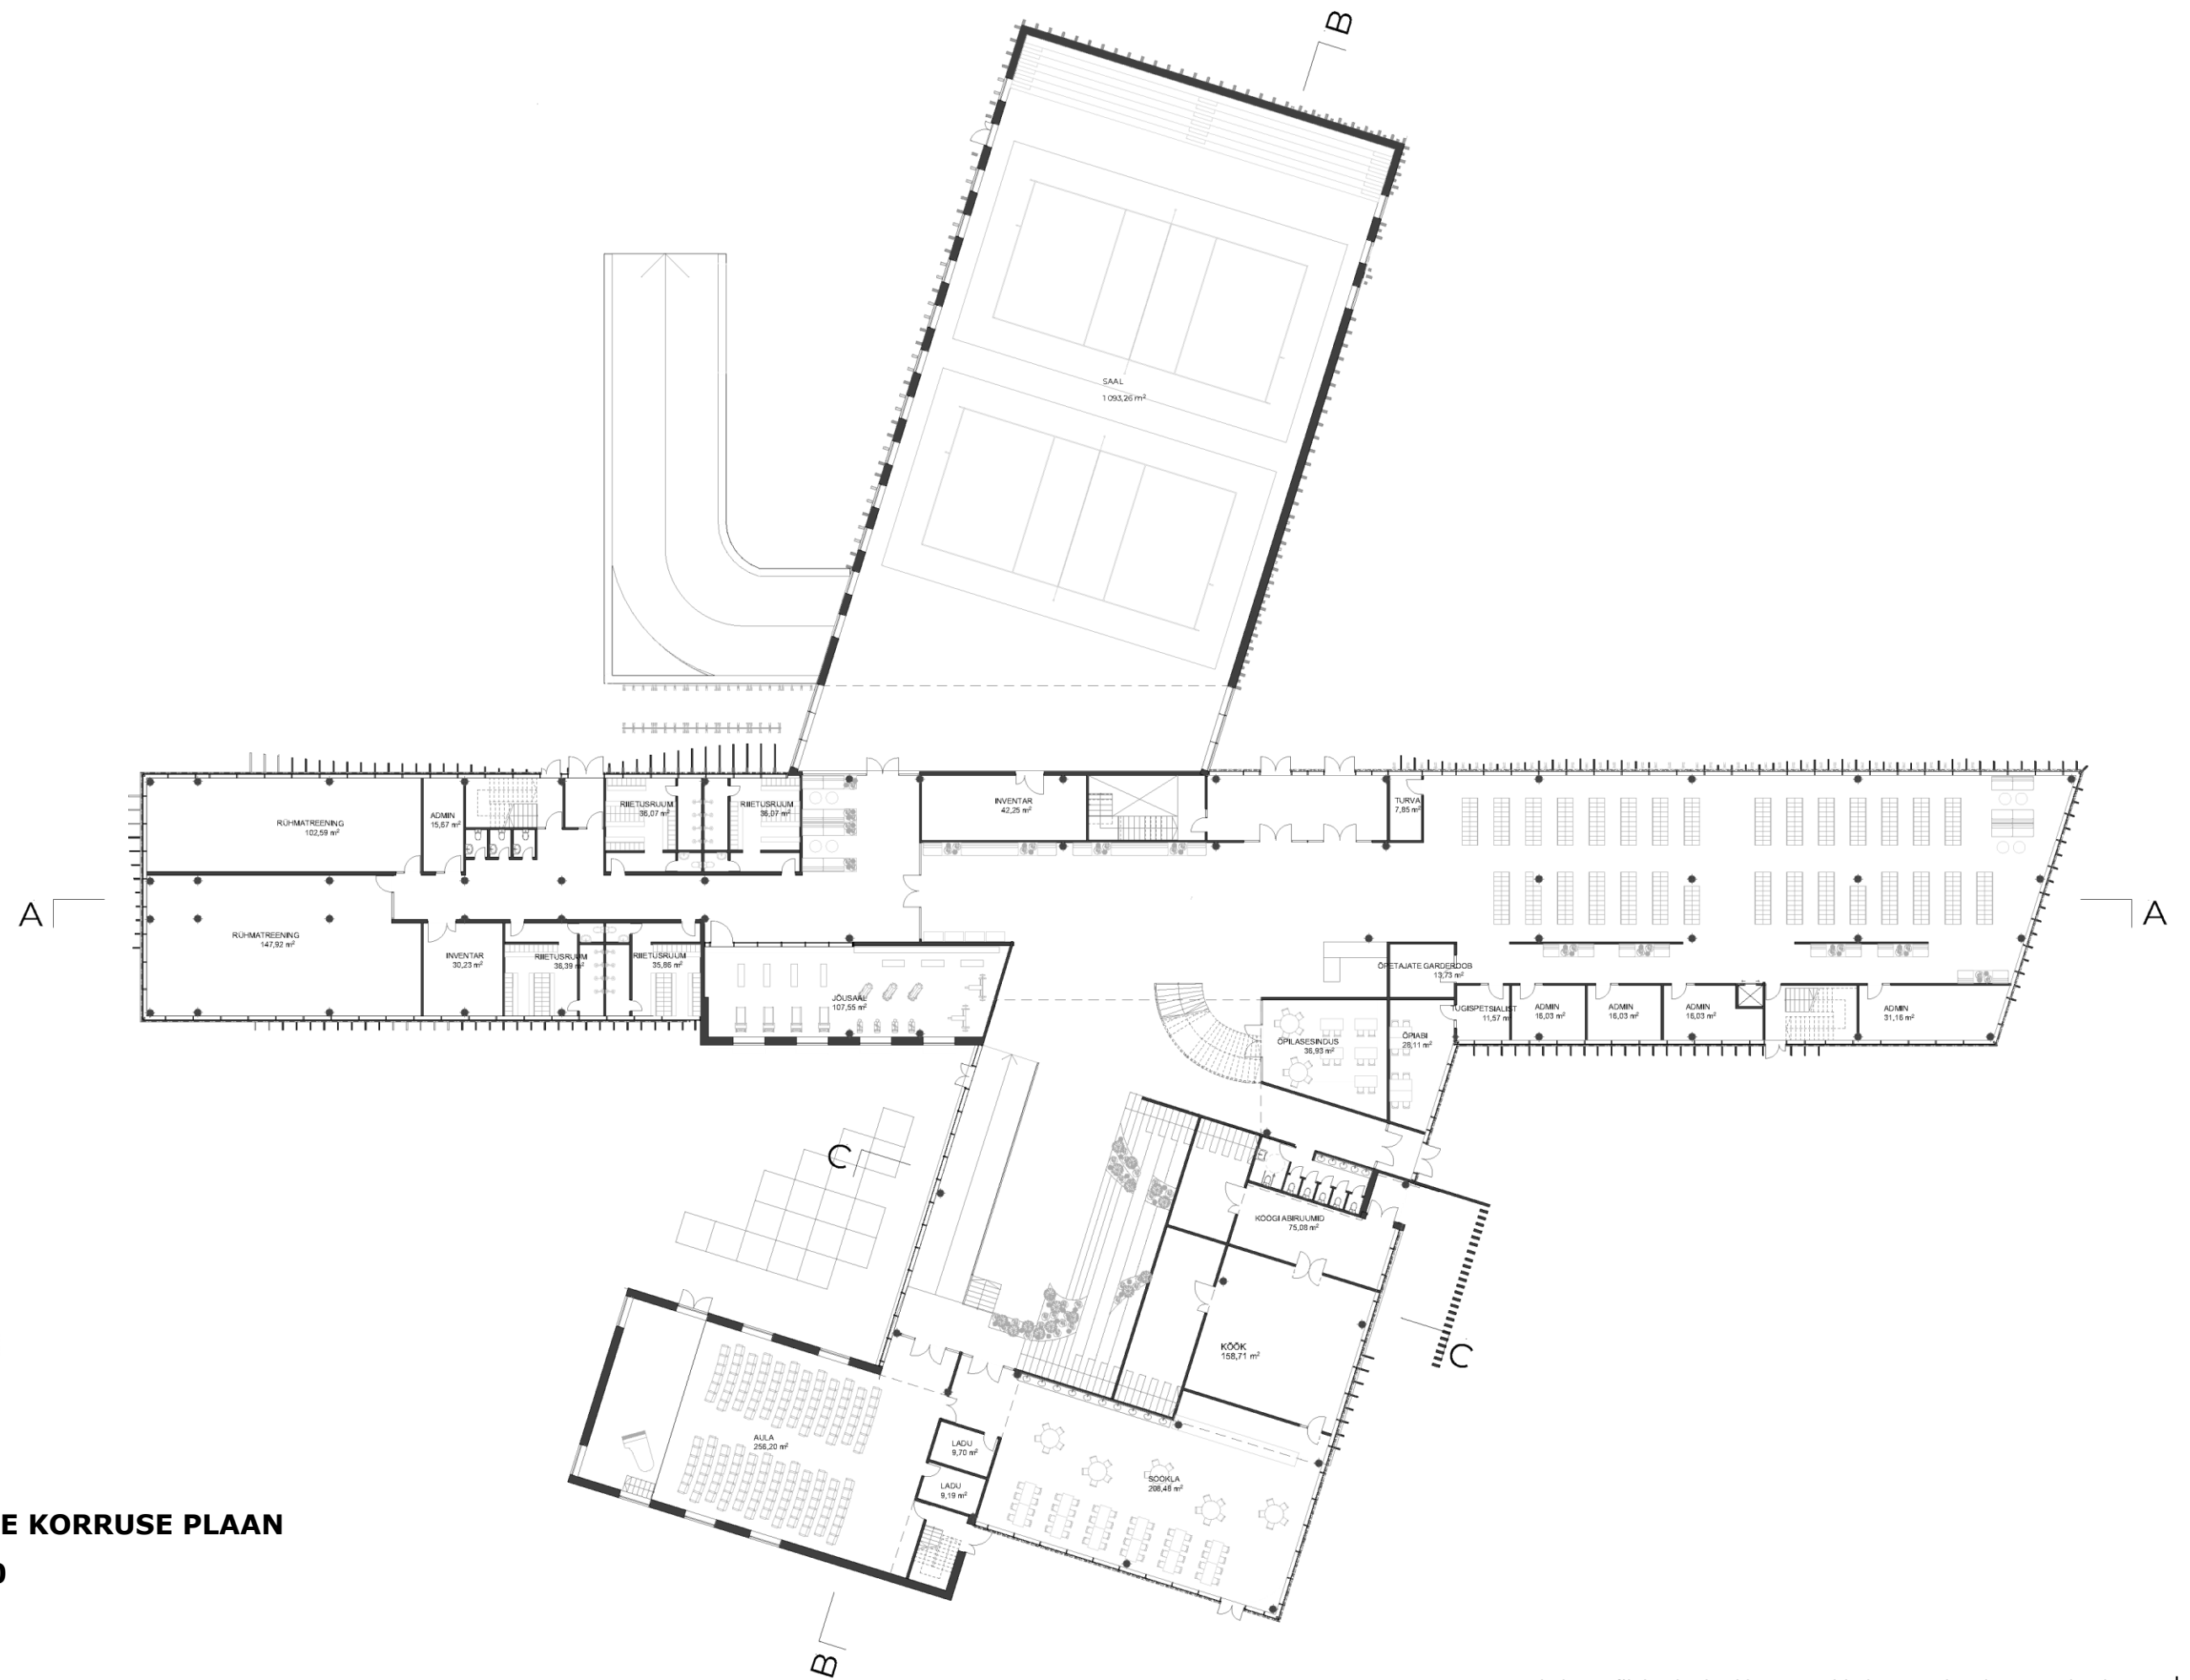 B
SAAL
1 093,26 m²
RÜHMATREENING
102,59 m²
ADMIN
15,67 m²
RIIETUSRUUM
36,07 m²
RIIETUSRUUM
36,07 m²
INVENTAR
42,25 m²
TURVA
7,85 m²
A
A
RÜHMATREENING
147,92 m²
INVENTAR
30,23 m²
RIIETUSRUUM
36,39 m²
RIIETUSRUUM
35,86 m²
JÕUSAAL
107,55 m²
ÕPETAJATE GARDEROOB
13,73 m²
TUGISPETSIALIST
11,57 m²
ADMIN
16,03 m²
ADMIN
16,03 m²
ADMIN
16,03 m²
ADMIN
31,16 m²
ÕPILASESINDUS
36,93 m²
ÕPIABI
28,11 m²
C
KÖÖGI ABIRUUMID
75,08 m²
KÖÖK
158,71 m²
C
AULA
256,20 m²
LADU
9,70 m²
LADU
9,19 m²
SÖÖKLA
298,48 m²
E KORRUSE PLAAN
B